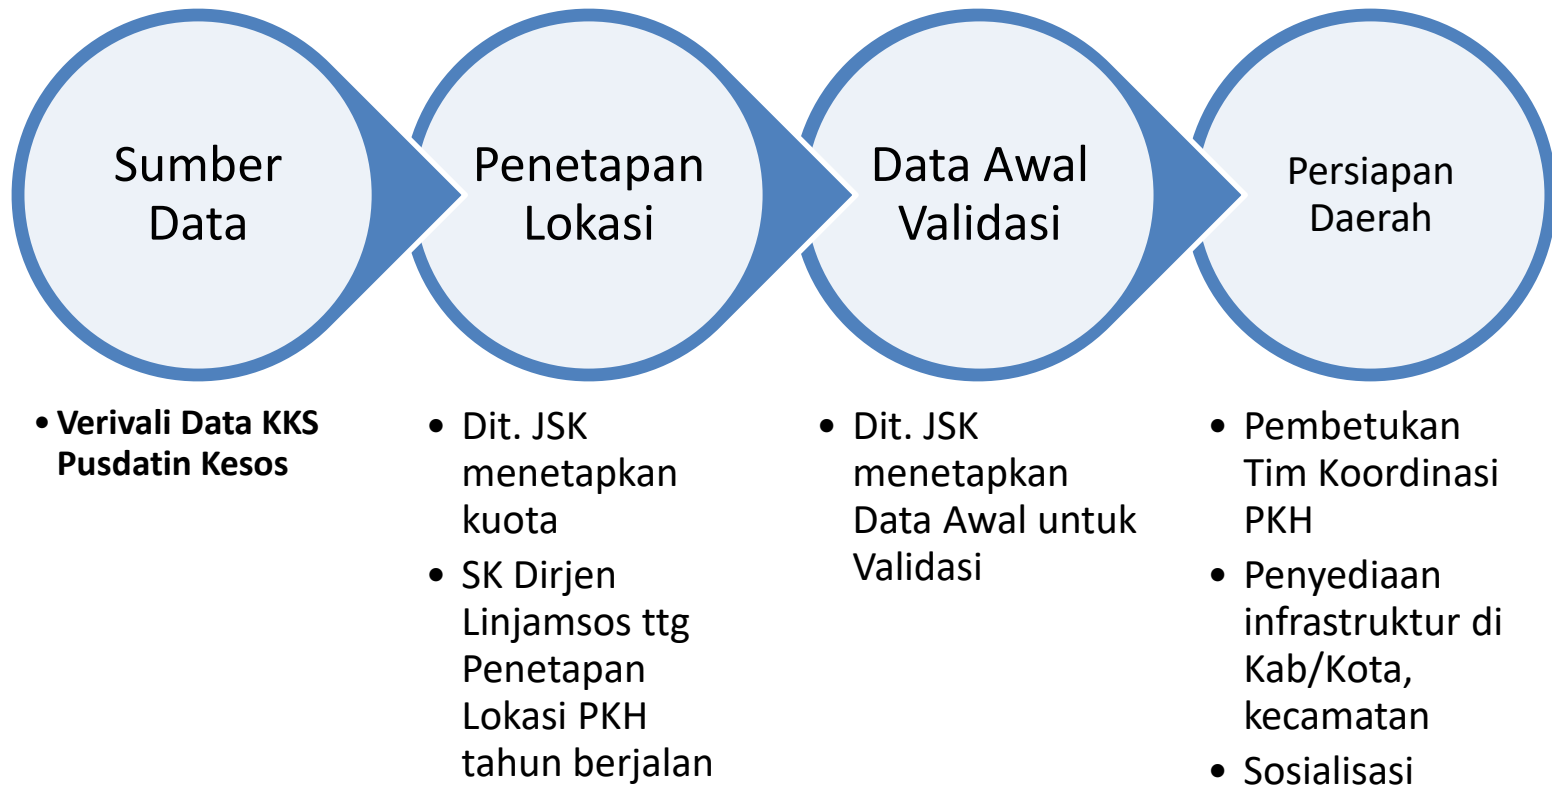 Sumber
Data
Penetapan
Lokasi
Data Awal
Validasi
Persiapan
Daerah
• Verivali Data KKS
Pusdatin Kesos
• Dit. JSK
menetapkan
kuota
• SK Dirjen
Linjamsos ttg
Penetapan
Lokasi PKH
tahun berjalan
• Dit. JSK
menetapkan
Data Awal untuk
Validasi
• Pembetukan
Tim Koordinasi
PKH
• Penyediaan
infrastruktur di
Kab/Kota,
kecamatan
• Sosialisasi